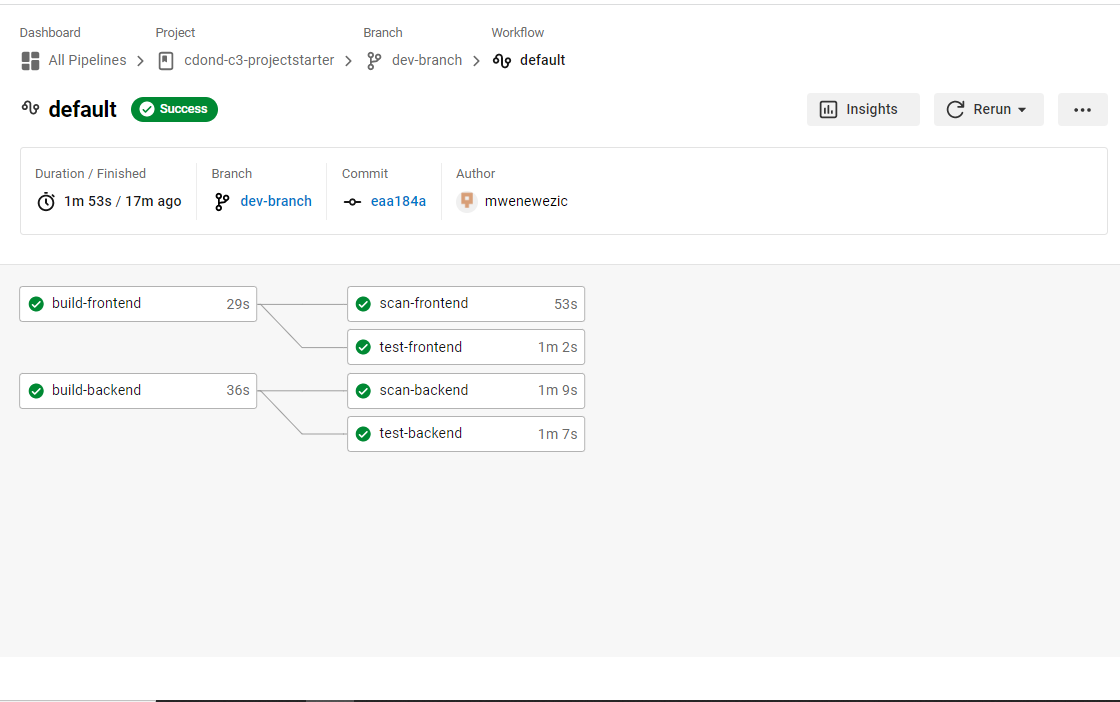 Dashboard Project Branch Workflow
All Pipelines cdond-c3-projectstarter dev-branch default
default Success Insights Rerun
Duration / Finished Branch Commit Author
1m 53s / 17m ago dev-branch eaa184a mwenewezic
build-frontend 29s scan-frontend 53s
test-frontend 1m 2s
build-backend 36s scan-backend 1m 9s
test-backend 1m 7s